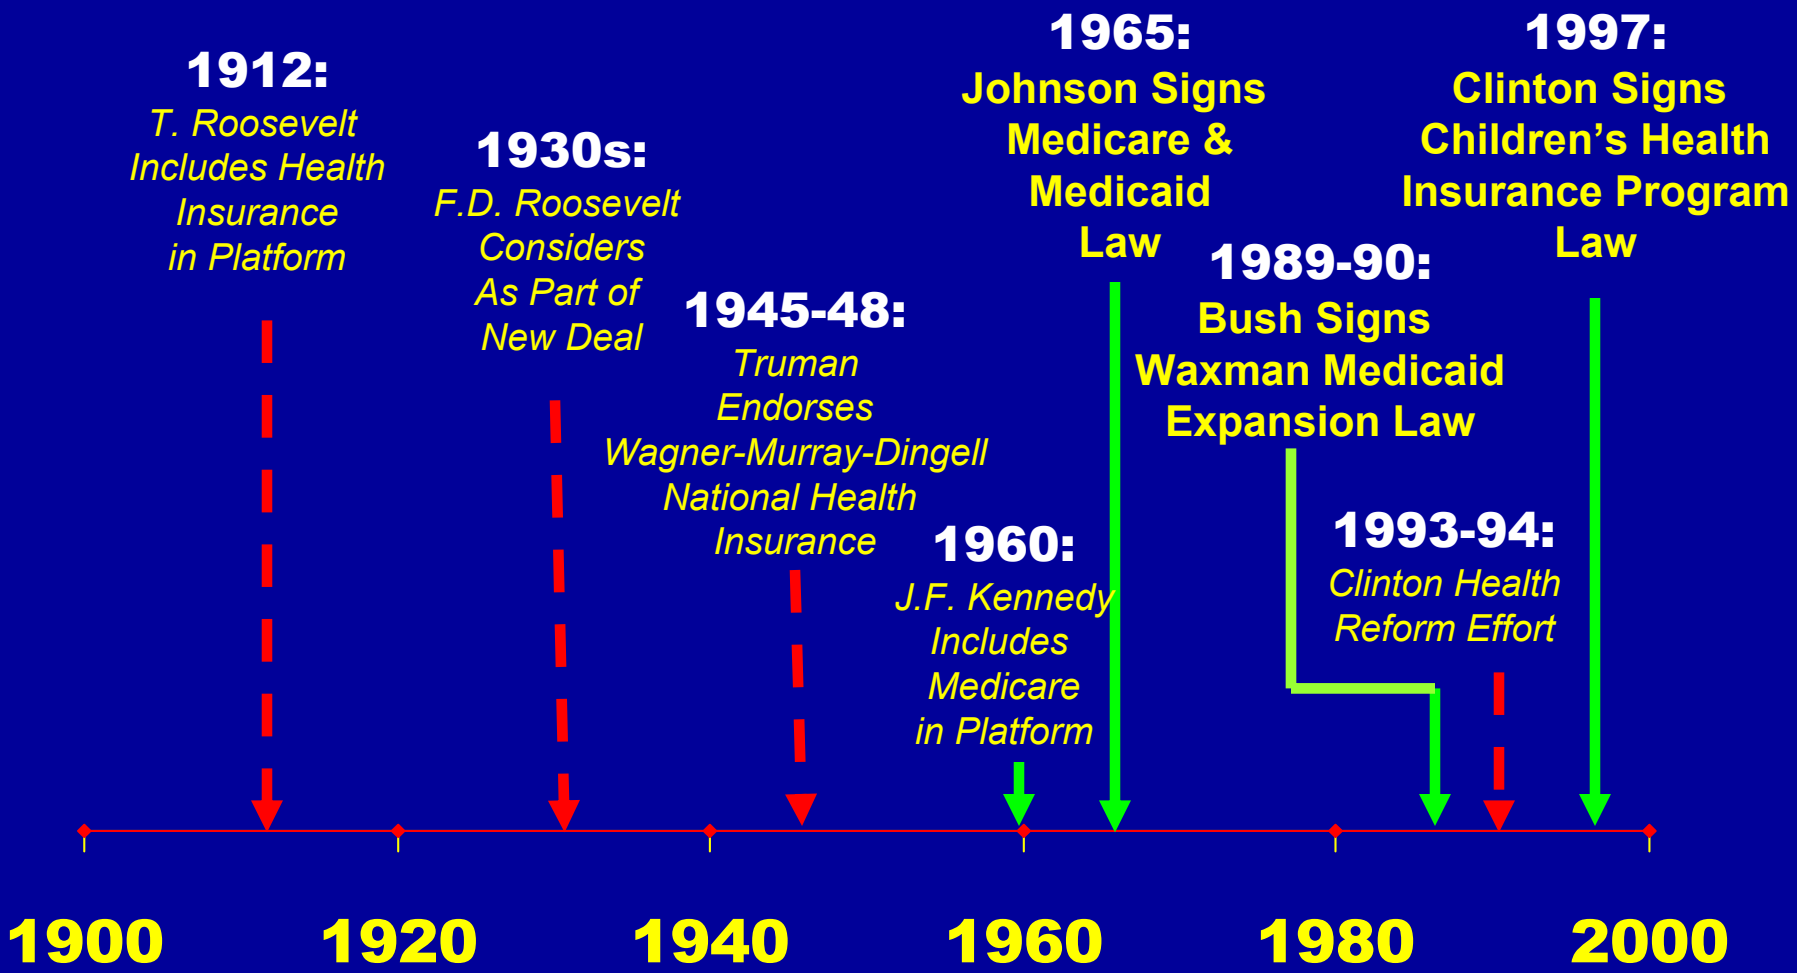 1912:
T. Roosevelt
Includes Health
Insurance
in Platform
1930s:
F.D. Roosevelt
Considers
As Part of
New Deal
1945-48:
Truman
Endorses
Wagner-Murray-Dingell
National Health
Insurance
1960:
J.F. Kennedy
Includes
Medicare
in Platform
1965:
Johnson Signs
Medicare &
Medicaid
Law
1989-90:
Bush Signs
Waxman Medicaid
Expansion Law
1993-94:
Clinton Health
Reform Effort
1997:
Clinton Signs
Children's Health
Insurance Program
Law
1900
1920
1940
1960
1980
2000